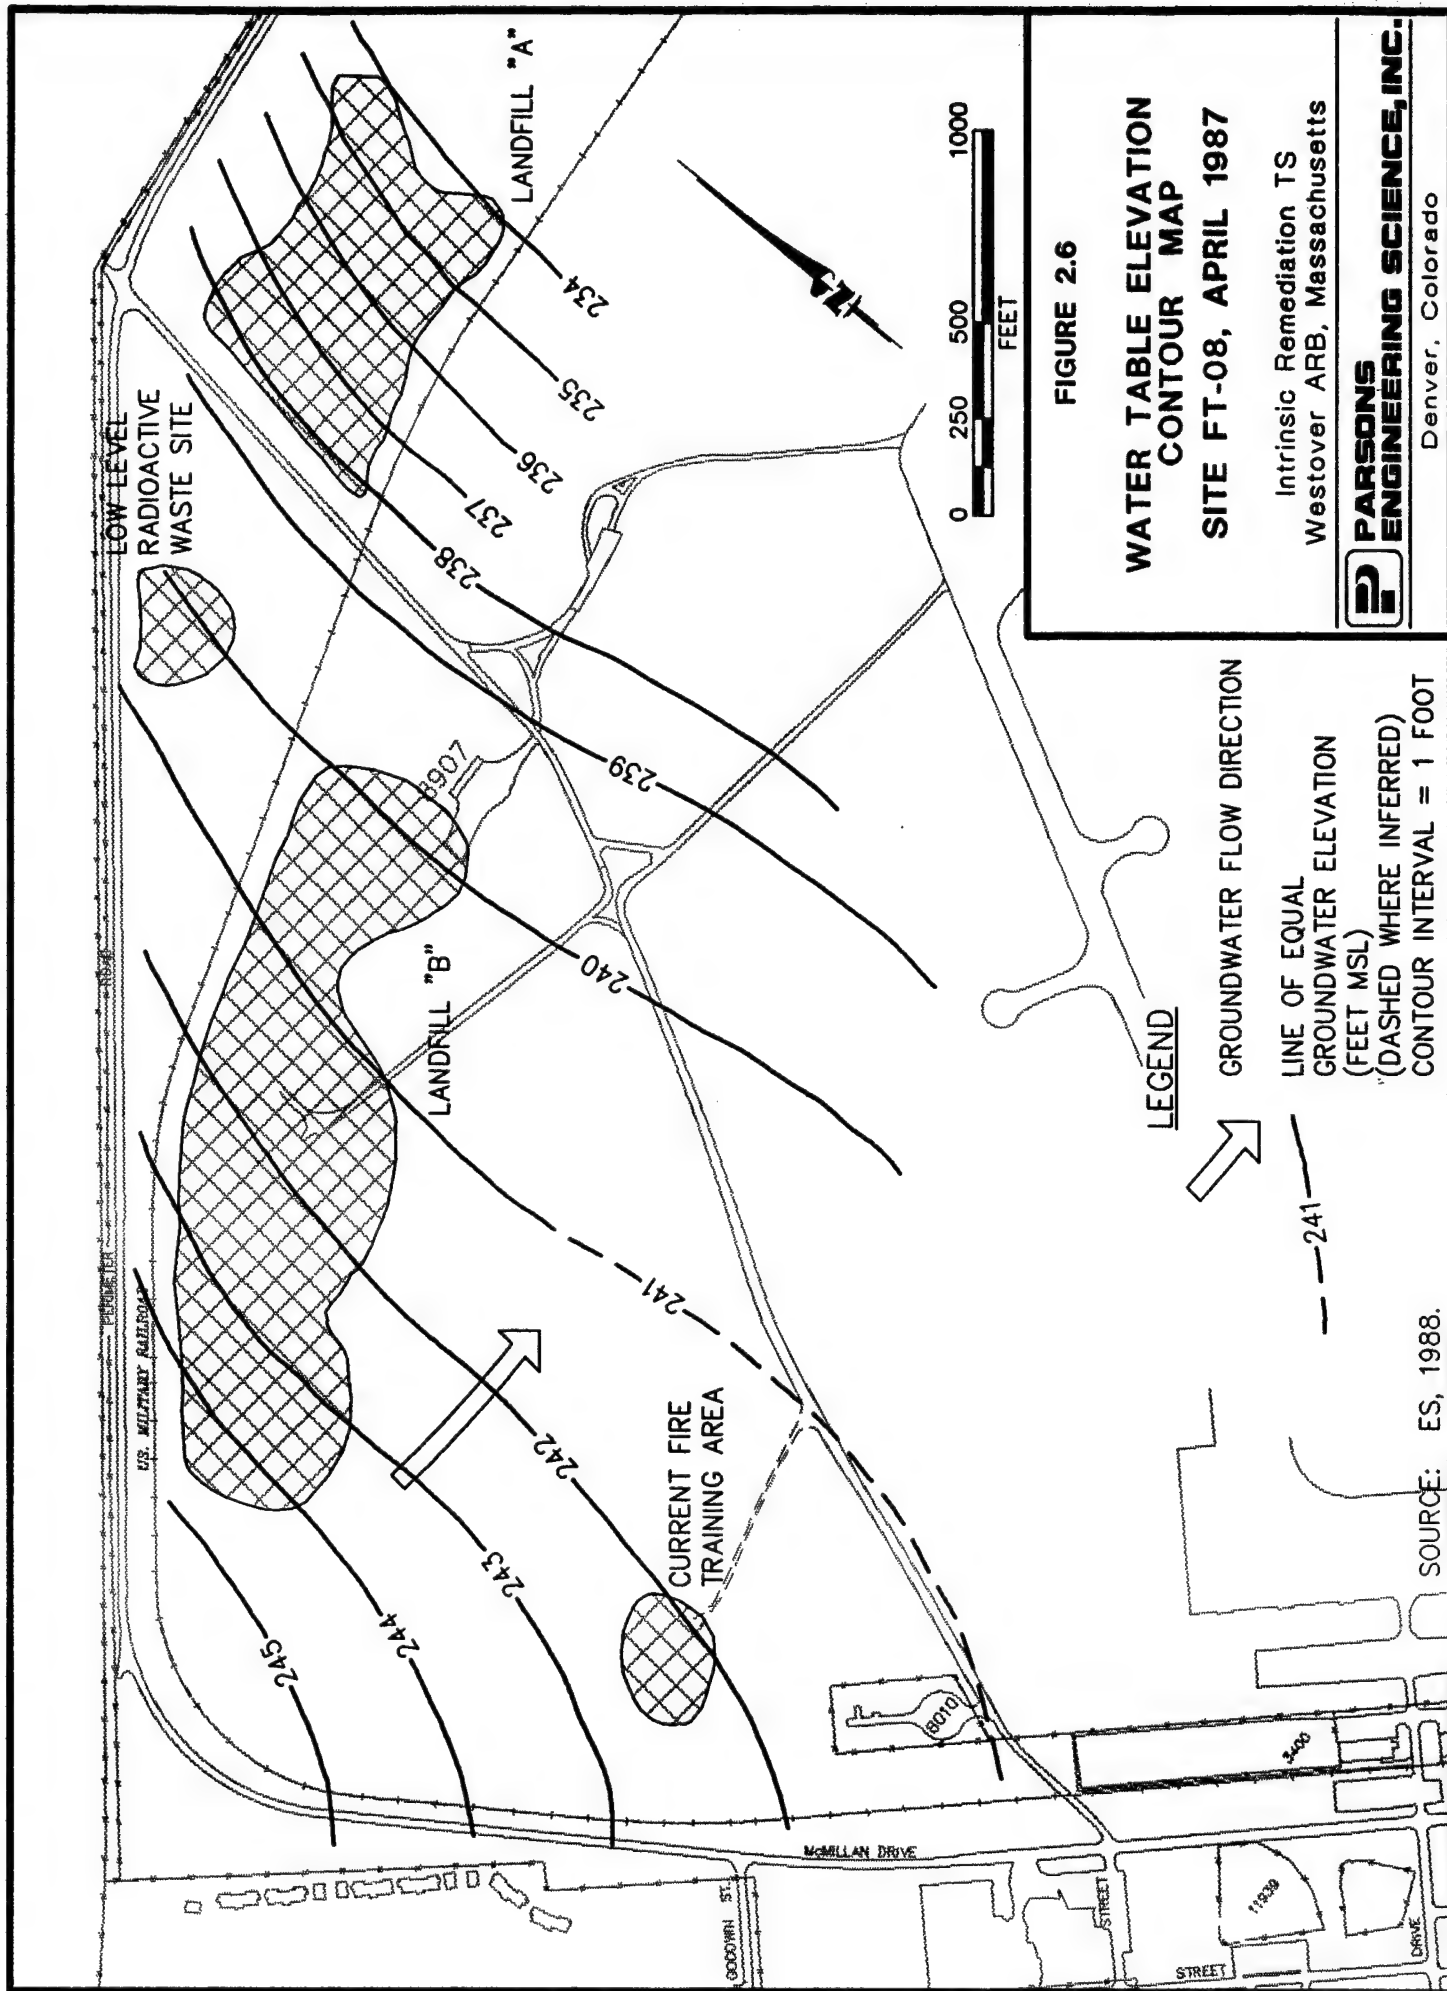 LANDFILL "A"
LOW LEVEL
RADIOACTIVE
WASTE SITE
234
235
236
237
238
239
240
241
242
243
244
245
8907
LANDFILL "B"
PERIMETER
ROAD
U.S. MILITARY RAILROAD
CURRENT FIRE
TRAINING AREA
8010
3400
11939
McMILLAN DRIVE
GODOWN ST.
STREET
STREET
DRIVE
N
0 250 500 1000
FEET
LEGEND
GROUNDWATER FLOW DIRECTION
241
LINE OF EQUAL
GROUNDWATER ELEVATION
(FEET MSL)
(DASHED WHERE INFERRED)
CONTOUR INTERVAL = 1 FOOT
SOURCE: ES, 1988.
FIGURE 2.6
WATER TABLE ELEVATION
CONTOUR MAP
SITE FT-08, APRIL 1987
Intrinsic Remediation TS
Westover ARB, Massachusetts
PARSONS
ENGINEERING SCIENCE, INC.
Denver, Colorado